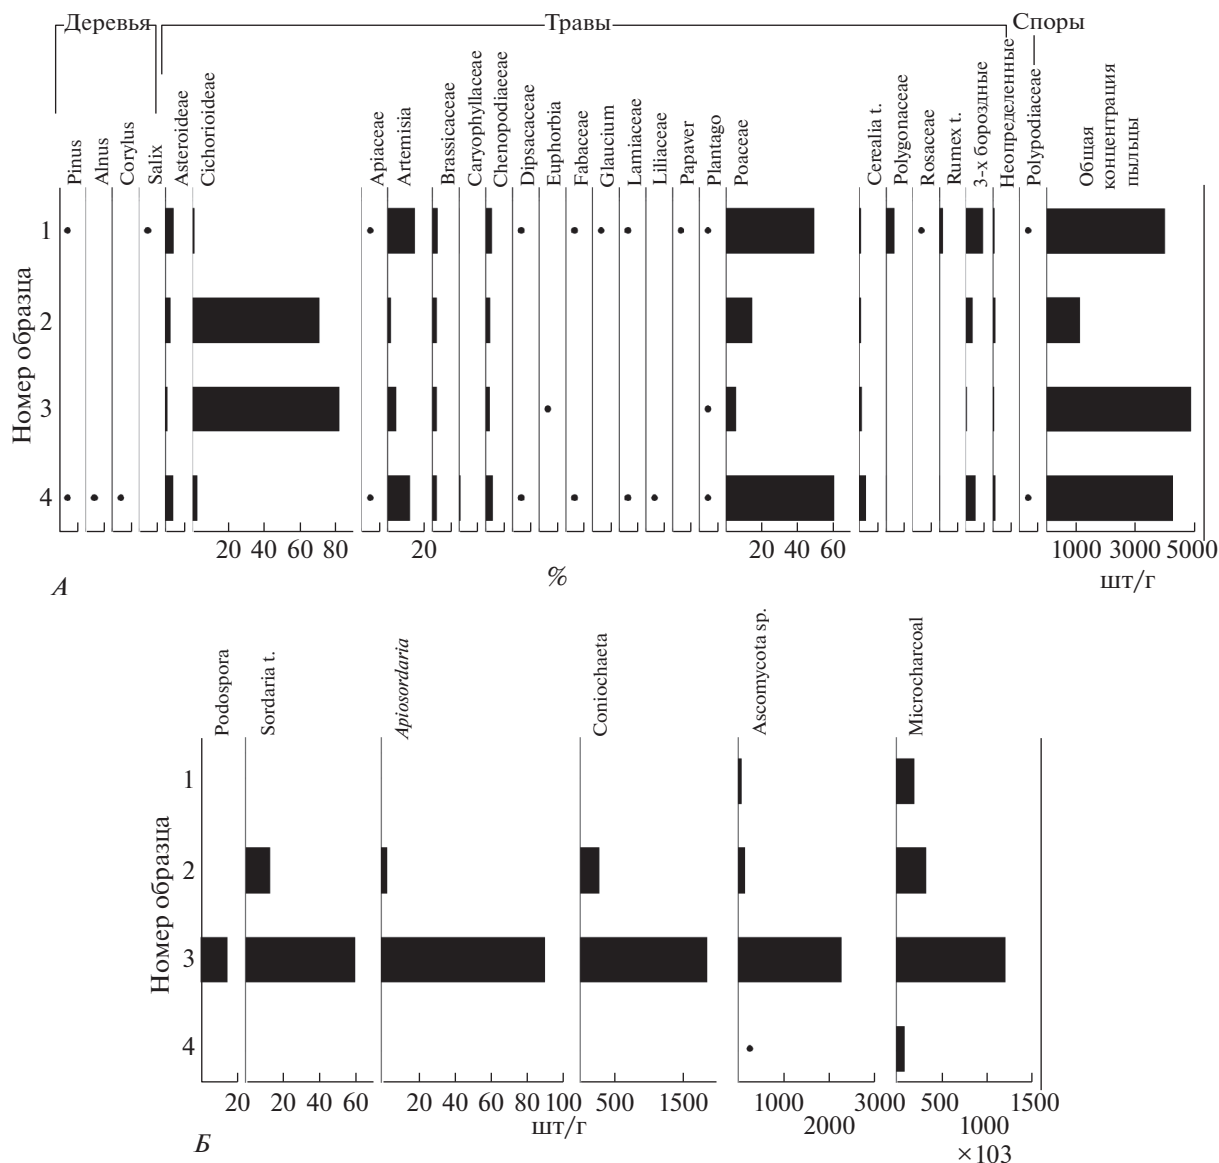 Деревья Травы Споры
Pinus
Alnus
Corylus
Salix
Asteroideae
Cichorioideae
Apiaceae
Artemisia
Brassicaceae
Caryophyllaceae
Chenopodiaeeae
Dipsacaceae
Euphorbia
Fabaceae
Glaucium
Lamiaceae
Liliaceae
Papaver
Plantago
Poaceae
Cerealia t.
Polygonaceae
Rosaceae
Rumex t.
3-х бороздные
Неопределенные
Polypodiaceae
Общая
концентрация
пыльцы
Номер образца
1
2
3
4
20 40 60 80 20 20 40 60 1000 3000 5000
А % шт/г
Podospora
Sordaria t.
Apiosordaria
Coniochaeta
Ascomycota sp.
Microcharcoal
Номер образца
1
2
3
4
20 20 40 60 20 40 60 80 100 500 1500 1000 3000 500 1500
шт/г 2000 1000
Б ×103